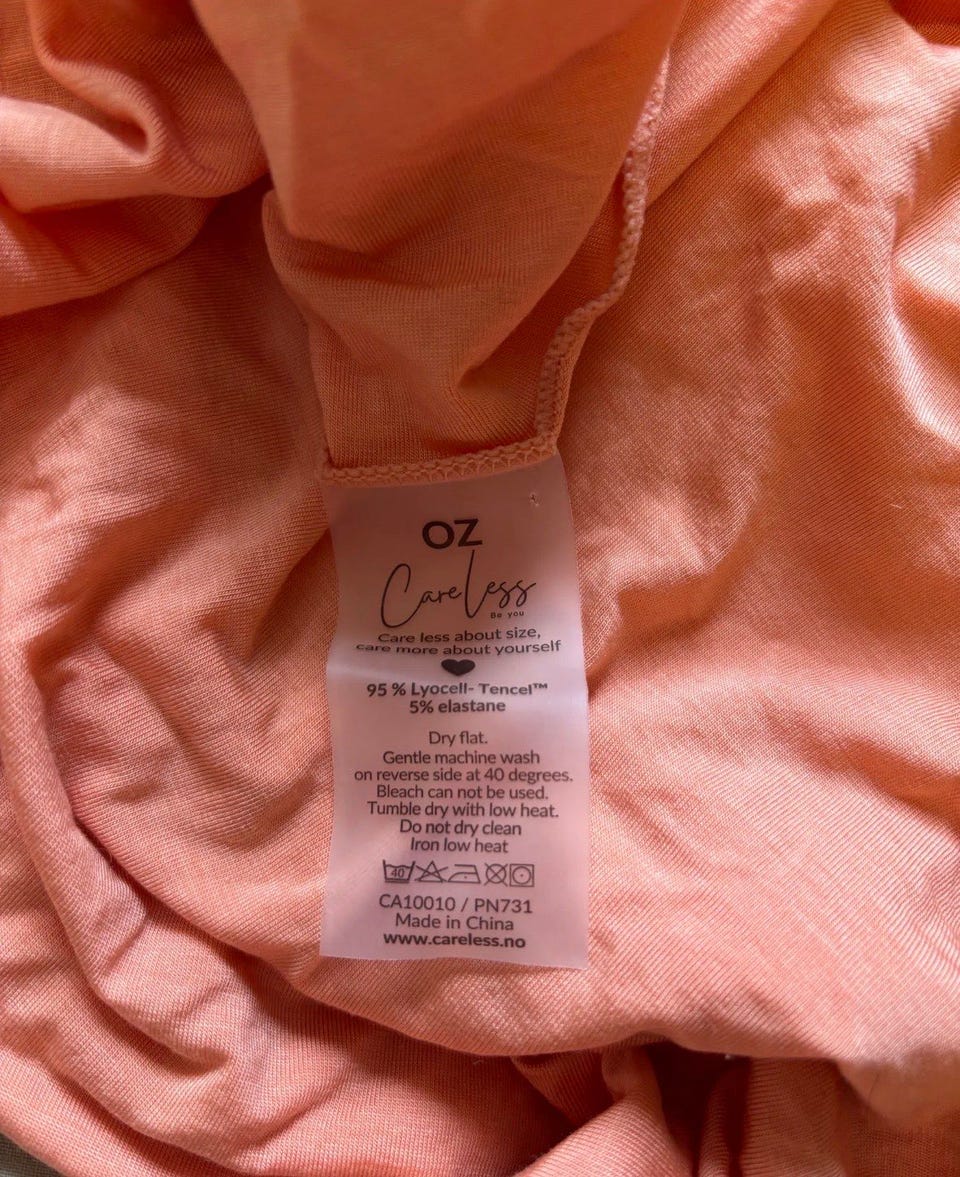 OZ
CareLess
Be you
Care less about size,
care more about yourself
95 % Lyocell- Tencel™
5% elastane
Dry flat.
Gentle machine wash
on reverse side at 40 degrees.
Bleach can not be used.
Tumble dry with low heat.
Do not dry clean
Iron low heat
40
CA10010 / PN731
Made in China
www.careless.no